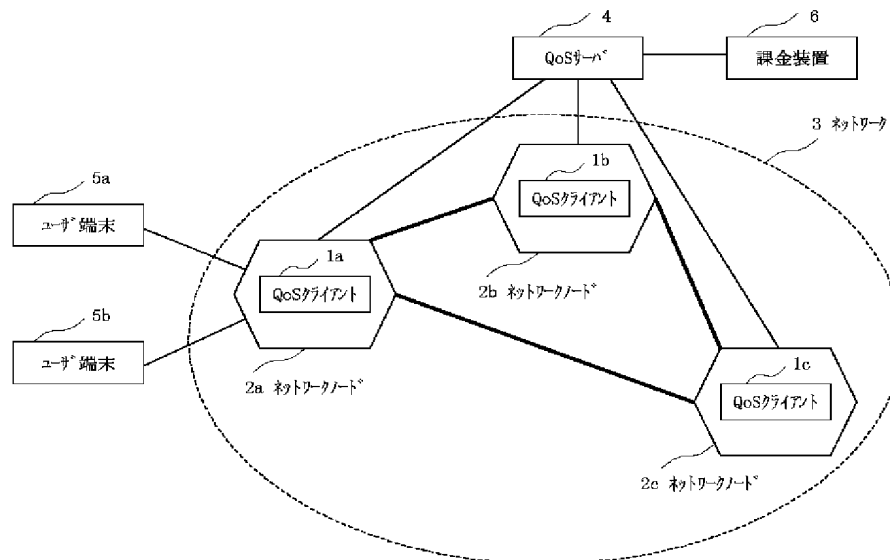 4
6
QoSサーバ
課金装置
3 ネットワーク
1b
QoSクライアント
5a
ユーザ端末
1a
QoSクライアント
2b ネットワークノード
5b
ユーザ端末
2a ネットワークノード
1c
QoSクライアント
2c ネットワークノード